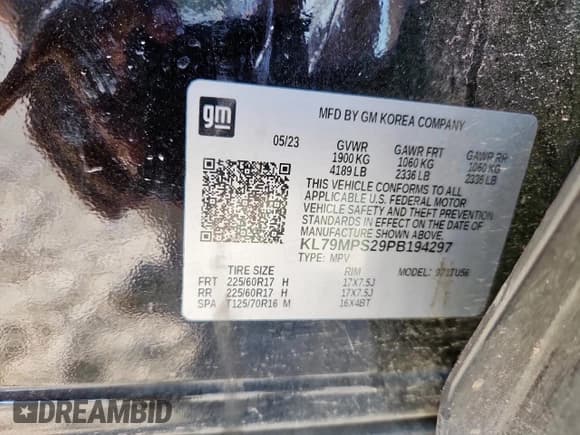 gm
MFD BY GM KOREA COMPANY
05/23 GVWR GAWR FRT GAWR RR
1900 KG 1060 KG 1060 KG
4189 LB 2336 LB 2336 LB
THIS VEHICLE CONFORMS TO ALL
APPLICABLE U.S. FEDERAL MOTOR
VEHICLE SAFETY AND THEFT PREVENTION
STANDARDS IN EFFECT ON THE DATE OF
MANUFACTURE SHOWN ABOVE.
KL79MPS29PB194297
TYPE: MPV MODEL:
TIRE SIZE RIM
FRT 225/60R17 H 17X7.5J
RR 225/60R17 H 17X7.5J
SPA T125/70R16 M 16X4BT
DREAMBID